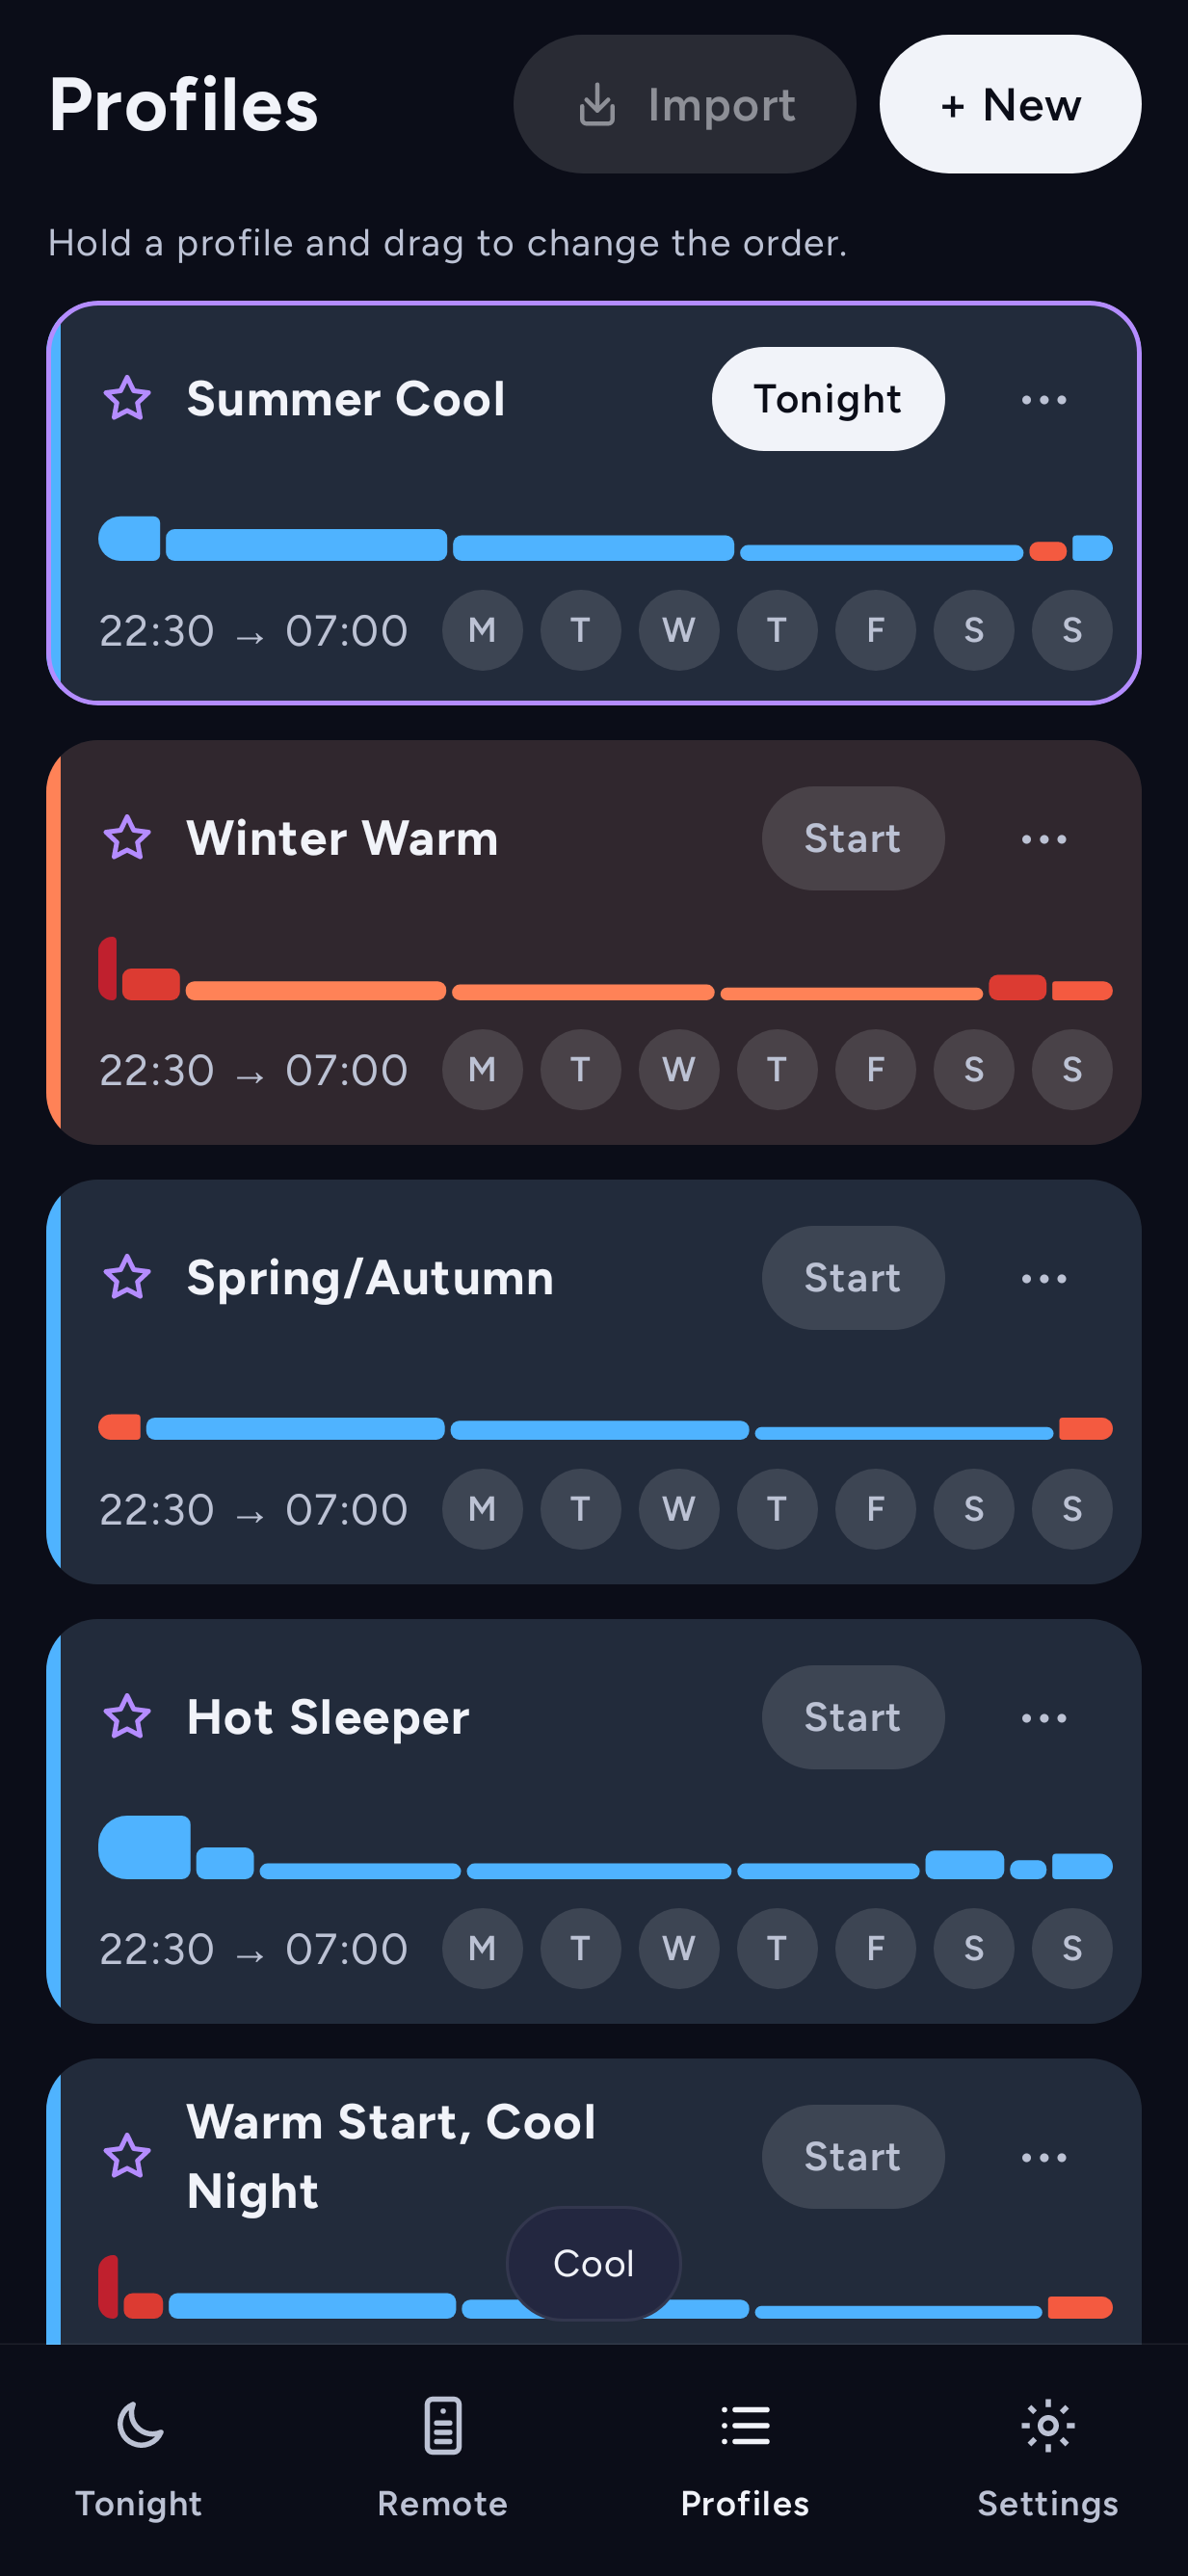 Profiles
Import
+ New
Hold a profile and drag to change the order.
Summer Cool
Tonight
22:30 → 07:00 M T W T F S S
Winter Warm
Start
22:30 → 07:00 M T W T F S S
Spring/Autumn
Start
22:30 → 07:00 M T W T F S S
Hot Sleeper
Start
22:30 → 07:00 M T W T F S S
Warm Start, Cool
Night
Start
Cool
Tonight
Remote
Profiles
Settings